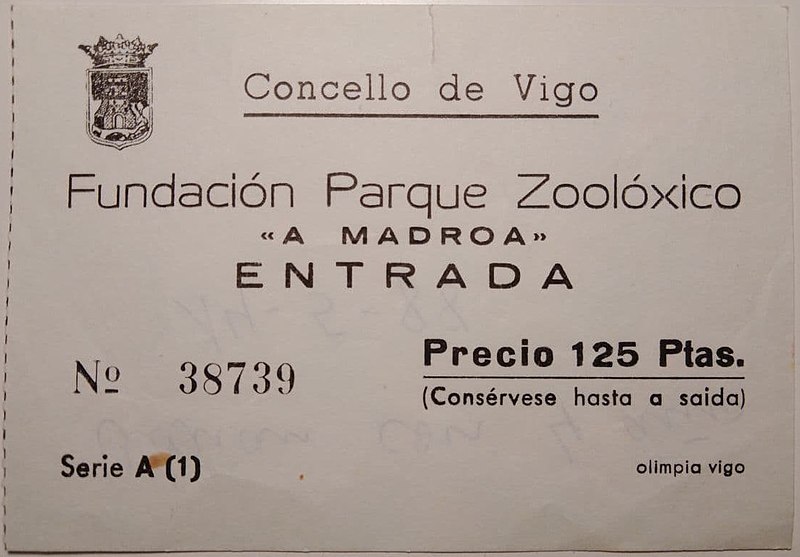 Concello de Vigo
Fundación Parque Zoolóxico
«A MADROA»
ENTRADA
Nº 38739
Precio 125 Ptas.
(Consérvese hasta a saida)
Serie A (1)
olimpia vigo